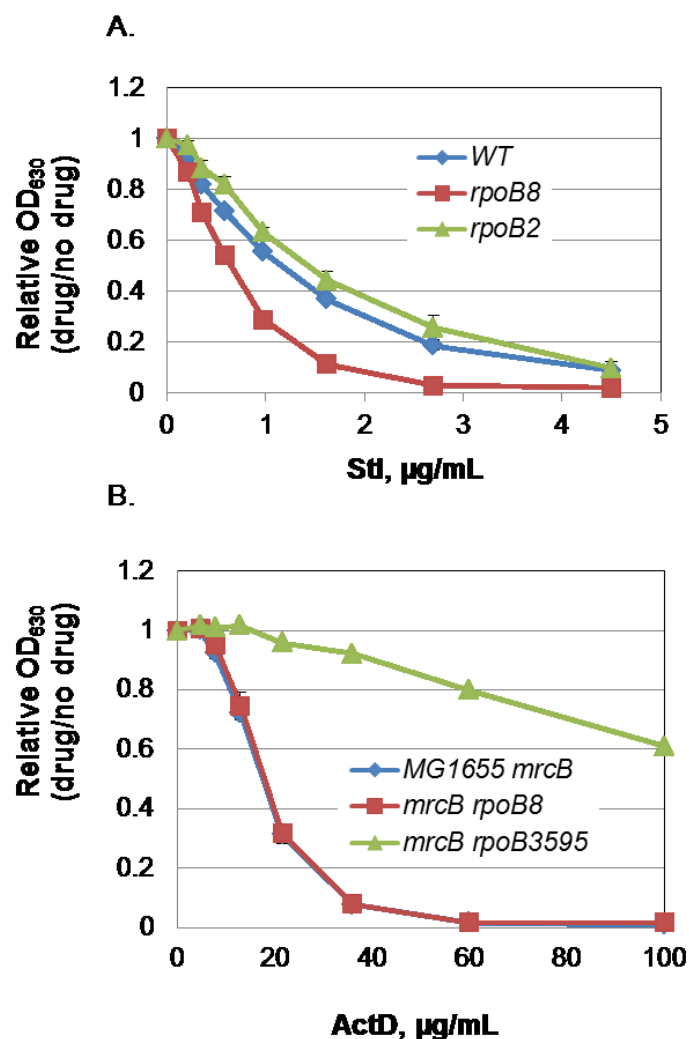 A.
Relative OD630
(drug/no drug)
1.2
1
0.8
0.6
0.4
0.2
0
WT
rpoB8
rpoB2
0 1 2 3 4 5
Stl, µg/mL
B.
Relative OD630
(drug/no drug)
1.2
1
0.8
0.6
0.4
0.2
0
MG1655 mrcB
mrcB rpoB8
mrcB rpoB3595
0 20 40 60 80 100
ActD, µg/mL